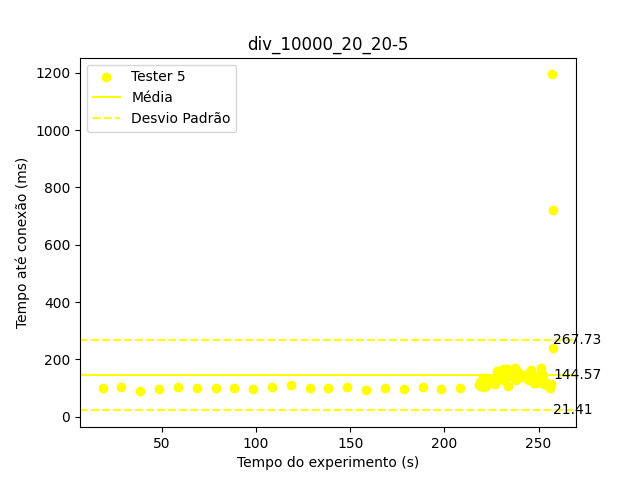 div_10000_20_20-5
Tester 5
Média
Desvio Padrão
1200
1000
800
600
400
200
0
Tempo até conexão (ms)
267.73
144.57
21.41
50
100
150
200
250
Tempo do experimento (s)